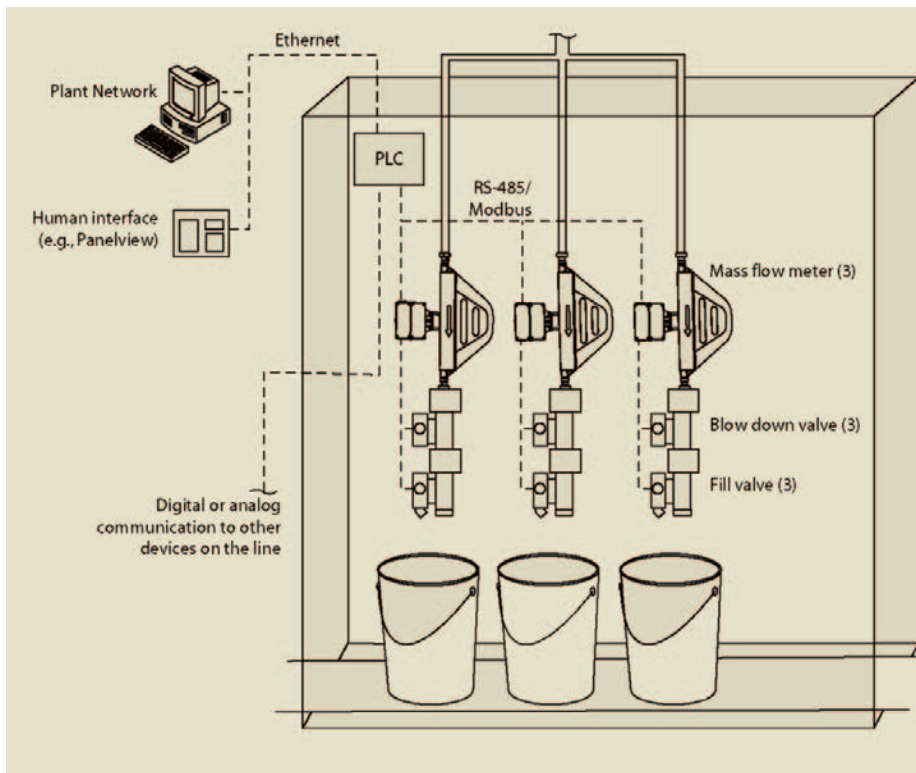 Ethernet
Plant Network
PLC
RS-485/
Modbus
Human interface
(e.g., Panelview)
Mass flow meter (3)
Blow down valve (3)
Fill valve (3)
Digital or analog
communication to other
devices on the line